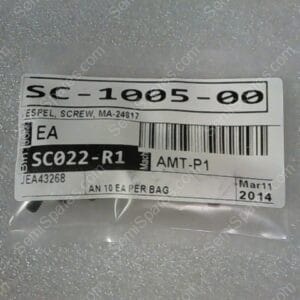 SC-1005-00
ESPEL, SCREW, MA-24817
EA
SC022-R1
AMT-P1
JEA43268
AN 10 EA PER BAG
Mar11
2014